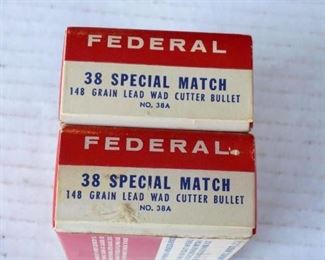 FEDERAL
38 SPECIAL MATCH
148 GRAIN LEAD WAD CUTTER BULLET
NO. 38A
FEDERAL
38 SPECIAL MATCH
148 GRAIN LEAD WAD CUTTER BULLET
NO. 38A